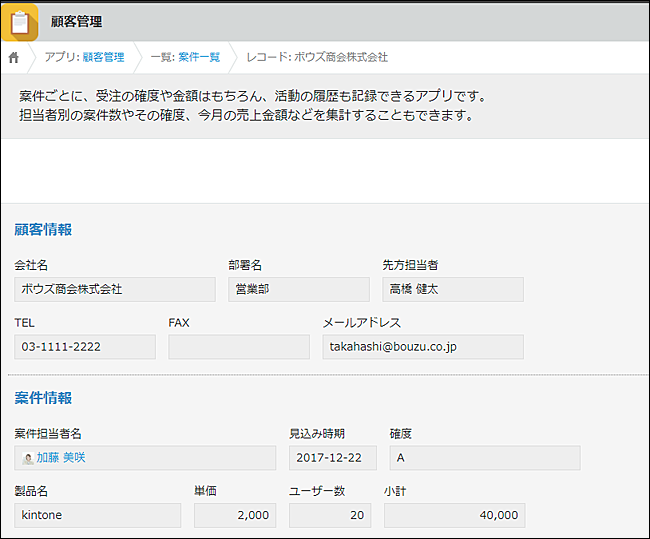 顧客管理
アプリ: 顧客管理 一覧: 案件一覧 レコード: ボウズ商会株式会社
案件ごとに、受注の確度や金額はもちろん、活動の履歴も記録できるアプリです。
担当者別の案件数やその確度、今月の売上金額などを集計することもできます。
顧客情報
会社名 部署名 先方担当者
ボウズ商会株式会社 営業部 高橋 健太
TEL FAX メールアドレス
03-1111-2222 takahashi@bouzu.co.jp
案件情報
案件担当者名 見込み時期 確度
加藤 美咲 2017-12-22 A
製品名 単価 ユーザー数 小計
kintone 2,000 20 40,000